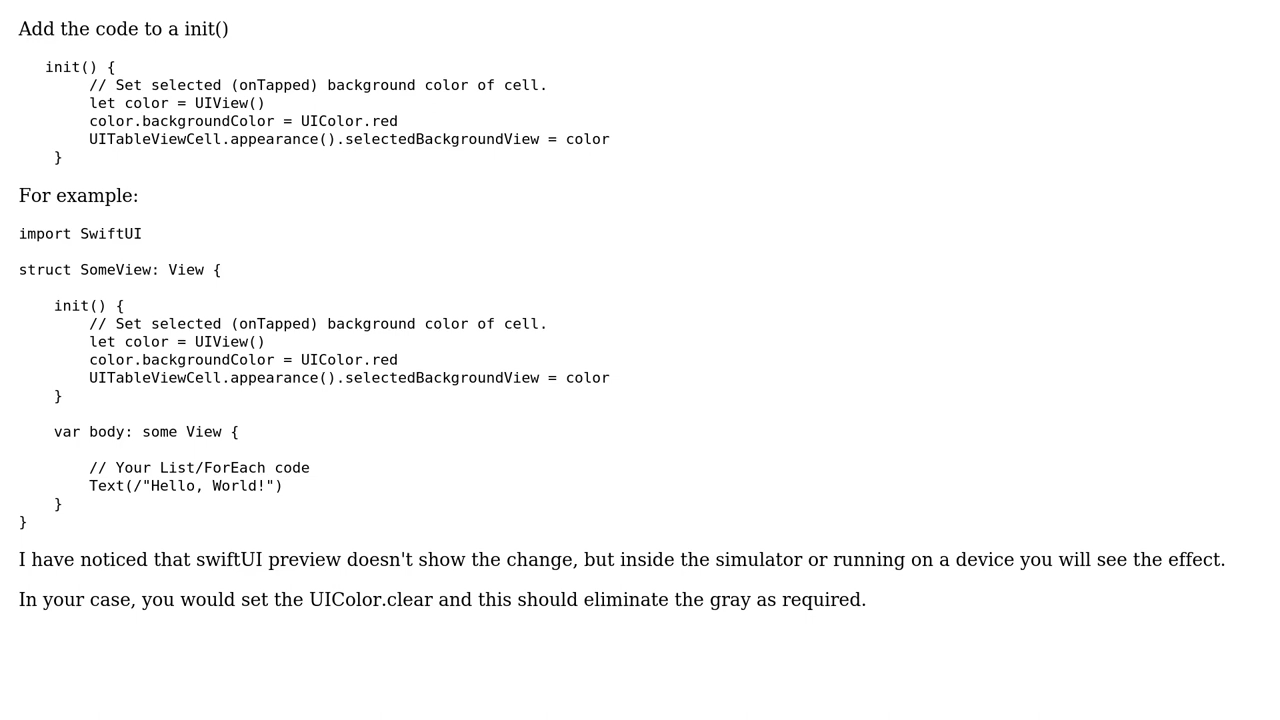 Add the code to a init()
init() {
// Set selected (onTapped) background color of cell.
let color = UIView()
color.backgroundColor = UIColor.red
UITableViewCell.appearance().selectedBackgroundView = color
}
For example:
import SwiftUI
struct SomeView: View {
init() {
// Set selected (onTapped) background color of cell.
let color = UIView()
color.backgroundColor = UIColor.red
UITableViewCell.appearance().selectedBackgroundView = color
}
var body: some View {
// Your List/ForEach code
Text(/"Hello, World!")
}
}
I have noticed that swiftUI preview doesn't show the change, but inside the simulator or running on a device you will see the effect.
In your case, you would set the UIColor.clear and this should eliminate the gray as required.